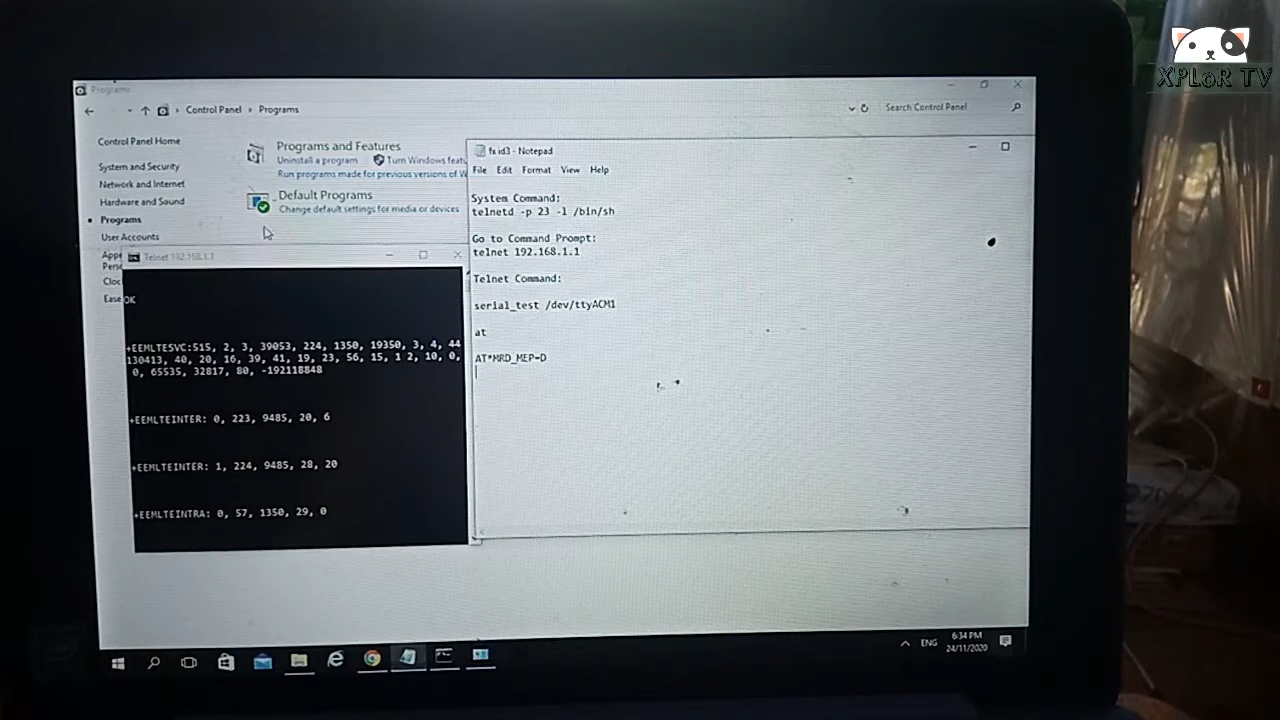 XPLoR TV
Programs
Control Panel > Programs
Search Control Panel
Control Panel Home
System and Security
Network and Internet
Hardware and Sound
Programs
User Accounts
Programs and Features
Uninstall a program
Turn Windows featu
Run programs made for previous versions of W
Default Programs
Change default settings for media or devices
Telnet 192.168.1.1
OK
+EEMLTESVC:515, 2, 3, 39053, 224, 1350, 19350, 3, 4, 44
130413, 40, 20, 16, 39, 41, 19, 23, 56, 15, 1 2, 10, 0,
0, 65535, 32817, 80, -192118848
+EEMLTEINTER: 0, 223, 9485, 20, 6
+EEMLTEINTER: 1, 224, 9485, 28, 20
+EEMLTEINTRA: 0, 57, 1350, 29, 0
fx id3 - Notepad
File Edit Format View Help
System Command:
telnetd -p 23 -l /bin/sh
Go to Command Prompt:
telnet 192.168.1.1
Telnet Command:
serial_test /dev/ttyACM1
at
AT*MRD_MEP=D
ENG
6:34 PM
24/11/2020